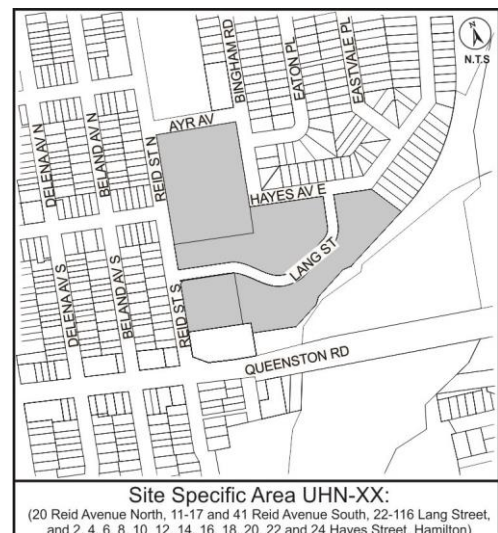 N.T.S
BINGHAM RD
EATON PL
EASTVALE PL
AYR AV
DELENA AV N
BELAND AV N
REID ST N
HAYES AV E
LANG ST
DELENA AV S
BELAND AV S
REID ST S
QUEENSTON RD
Site Specific Area UHN-XX:
(20 Reid Avenue North, 11-17 and 41 Reid Avenue South, 22-116 Lang Street,
and 2, 4, 6, 8, 10, 12, 14, 16, 18, 20, 22 and 24 Hayes Street, Hamilton)